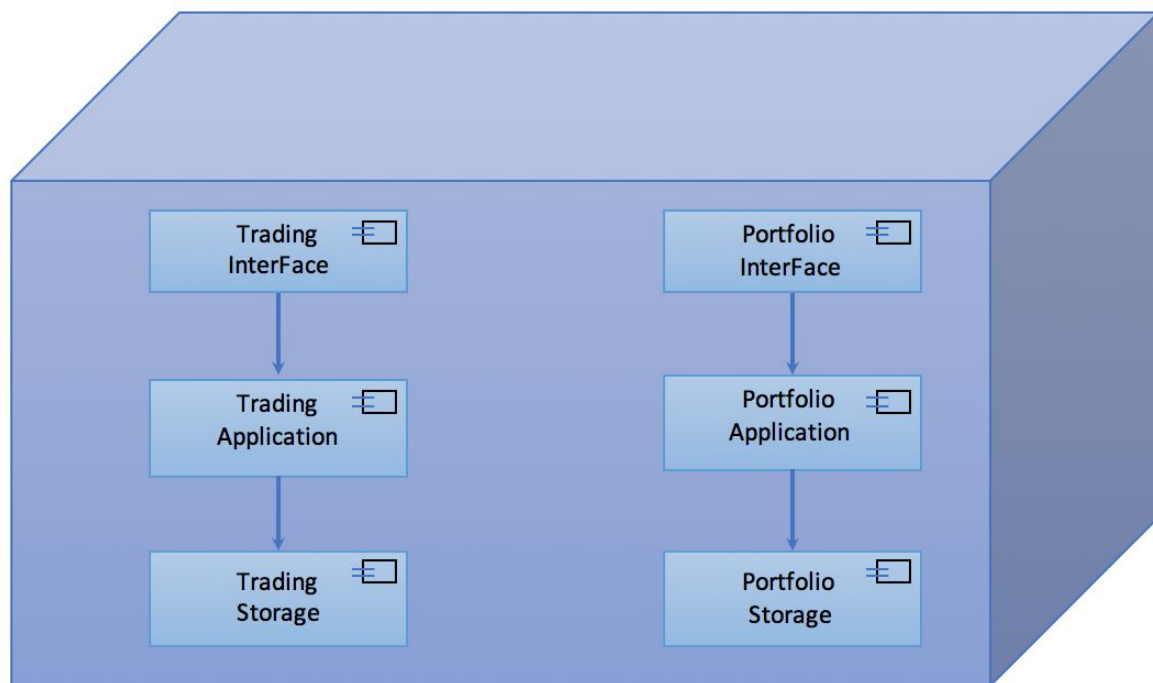 Trading
InterFace
Portfolio
InterFace
Trading
Application
Portfolio
Application
Trading
Storage
Portfolio
Storage